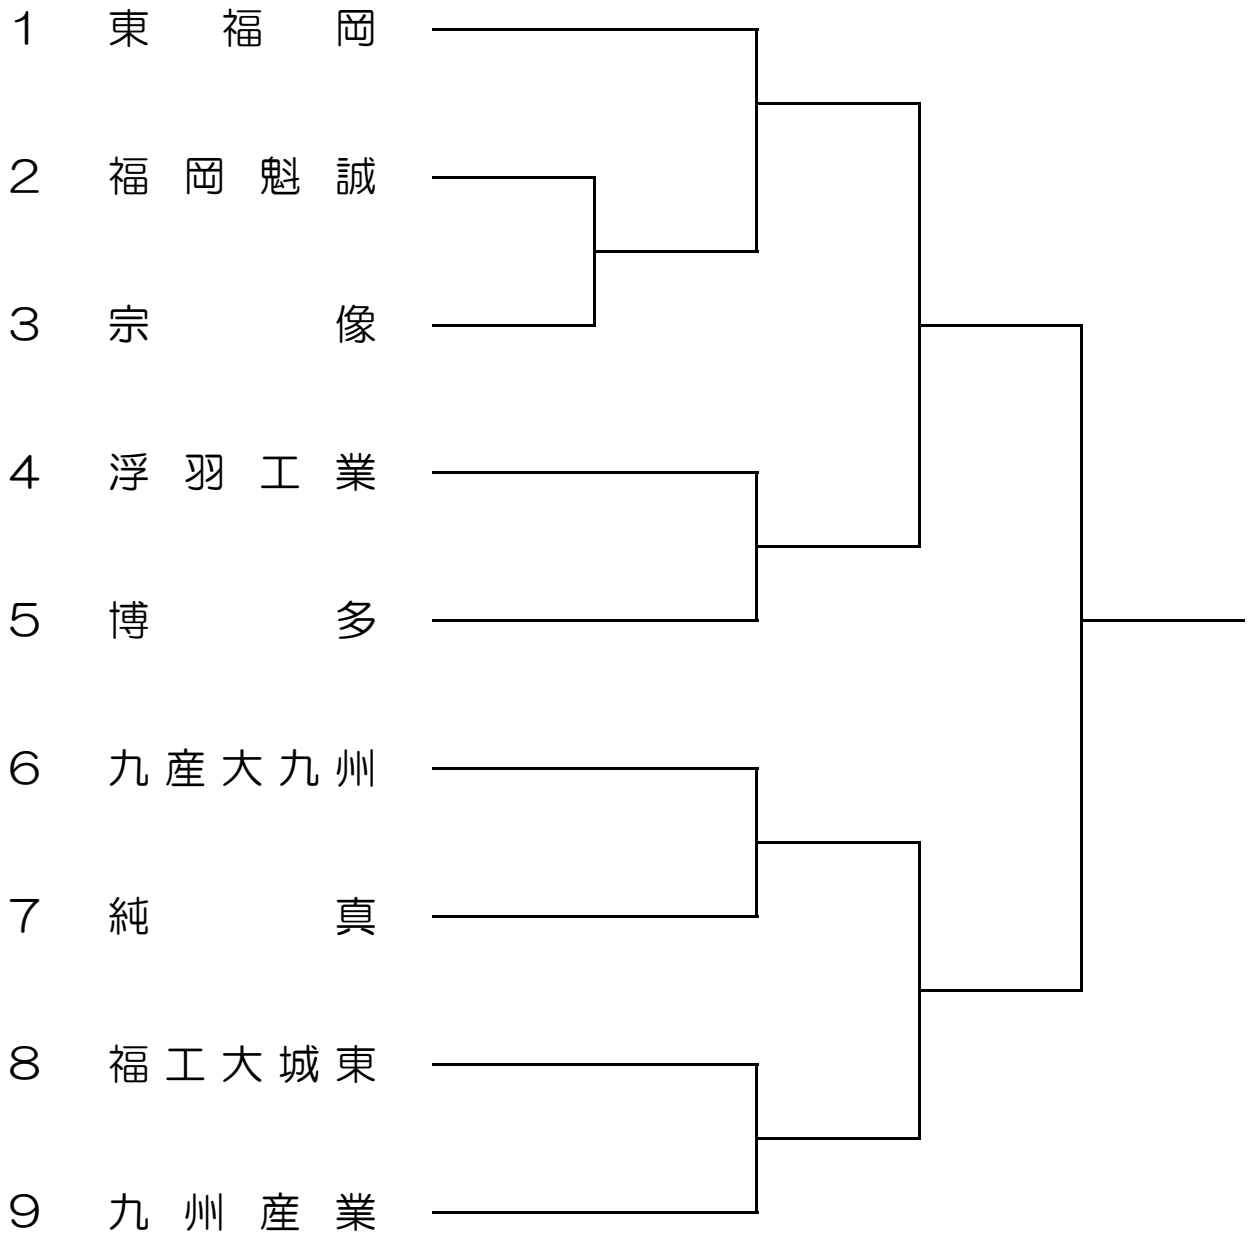 1 東福岡
2 福岡魁誠
3 宗像
4 浮羽工業
5 博多
6 九産大九州
7 純真
8 福工大城東
9 九州産業